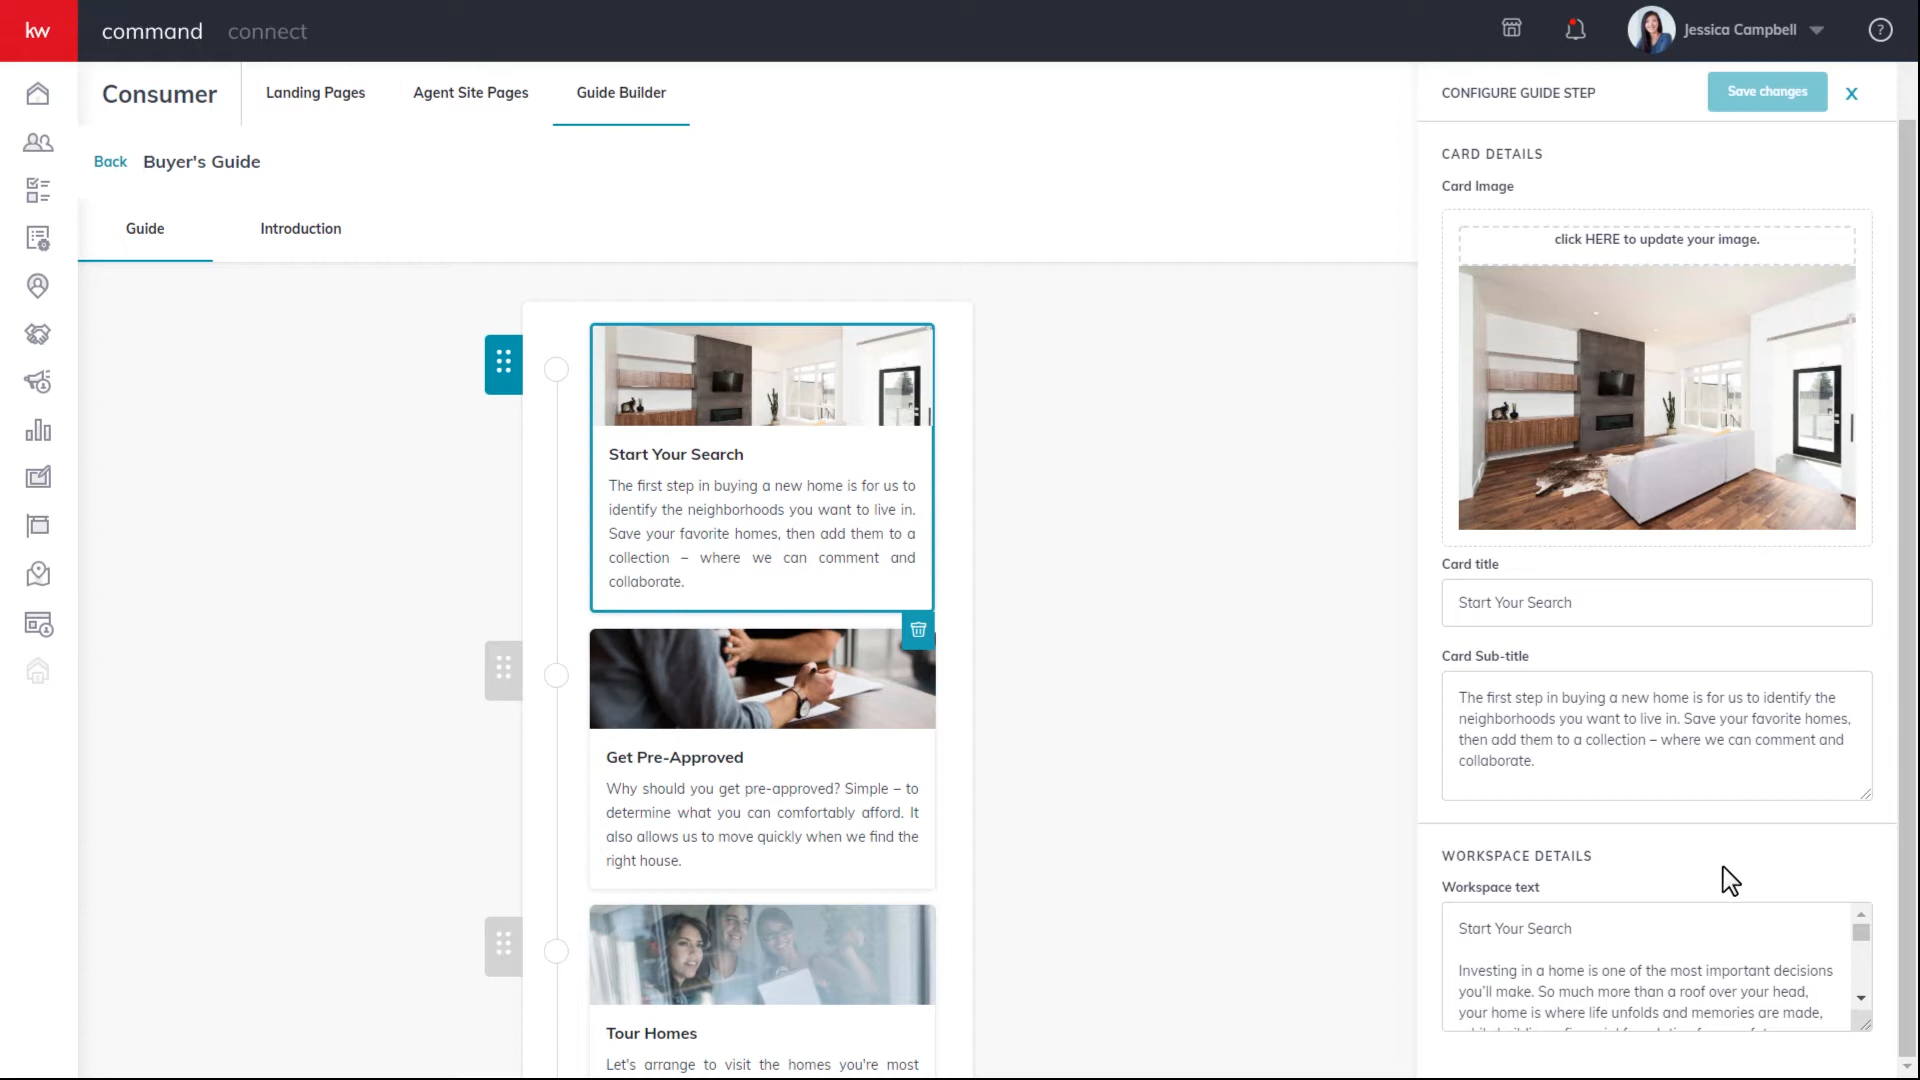 kw
command
connect
Jessica Campbell
?
Consumer
Landing Pages
Agent Site Pages
Guide Builder
Back
Buyer's Guide
Guide
Introduction
Start Your Search
The first step in buying a new home is for us to
identify the neighborhoods you want to live in.
Save your favorite homes, then add them to a
collection – where we can comment and
collaborate.
Get Pre-Approved
Why should you get pre-approved? Simple – to
determine what you can comfortably afford. It
also allows us to move quickly when we find the
right house.
Tour Homes
Let's arrange to visit the homes you're most
CONFIGURE GUIDE STEP
Save changes
X
CARD DETAILS
Card Image
click HERE to update your image.
Card title
Start Your Search
Card Sub-title
The first step in buying a new home is for us to identify the
neighborhoods you want to live in. Save your favorite homes,
then add them to a collection – where we can comment and
collaborate.
WORKSPACE DETAILS
Workspace text
Start Your Search
Investing in a home is one of the most important decisions
you'll make. So much more than a roof over your head,
your home is where life unfolds and memories are made,